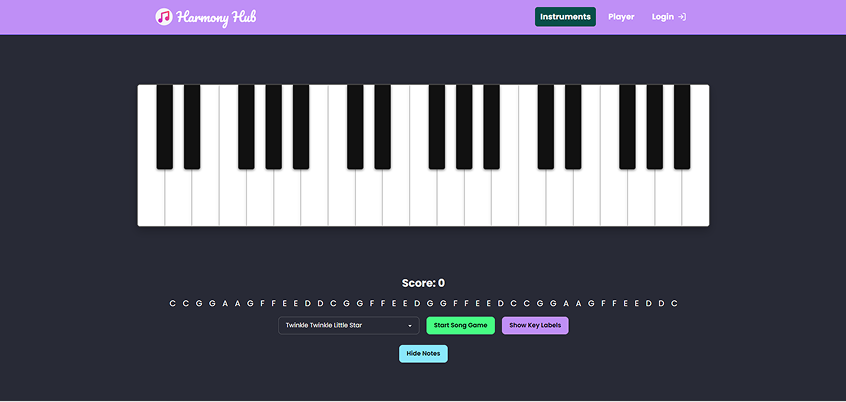 Harmony Hub
Instruments Player Login
Score: 0
C C G G A A G F F E E D D C G G F F E E D G G F F E E D C C G G A A G F F E E D D C
Twinkle Twinkle Little Star Start Song Game Show Key Labels
Hide Notes